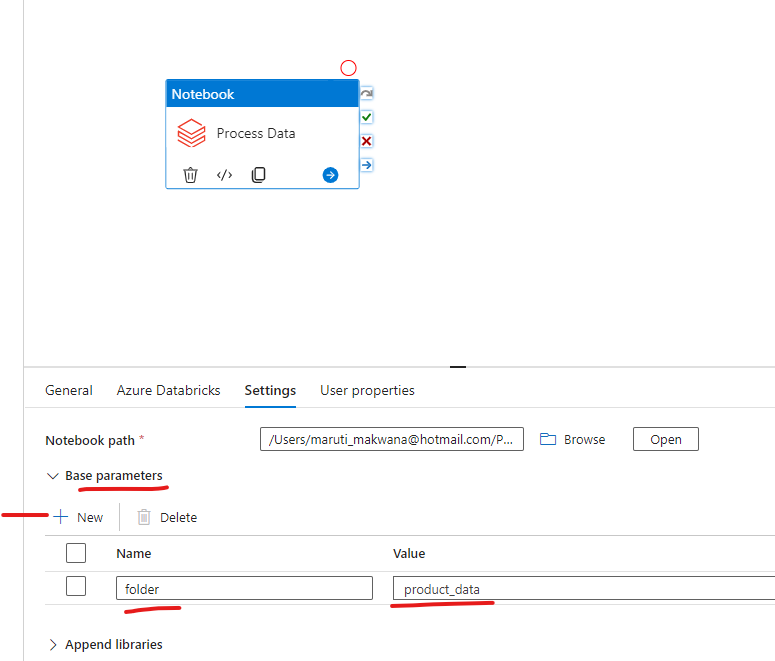 Notebook
Process Data
General Azure Databricks Settings User properties
Notebook path * /Users/maruti_makwana@hotmail.com/P... Browse Open
Base parameters
New Delete
Name Value
folder product_data
Append libraries